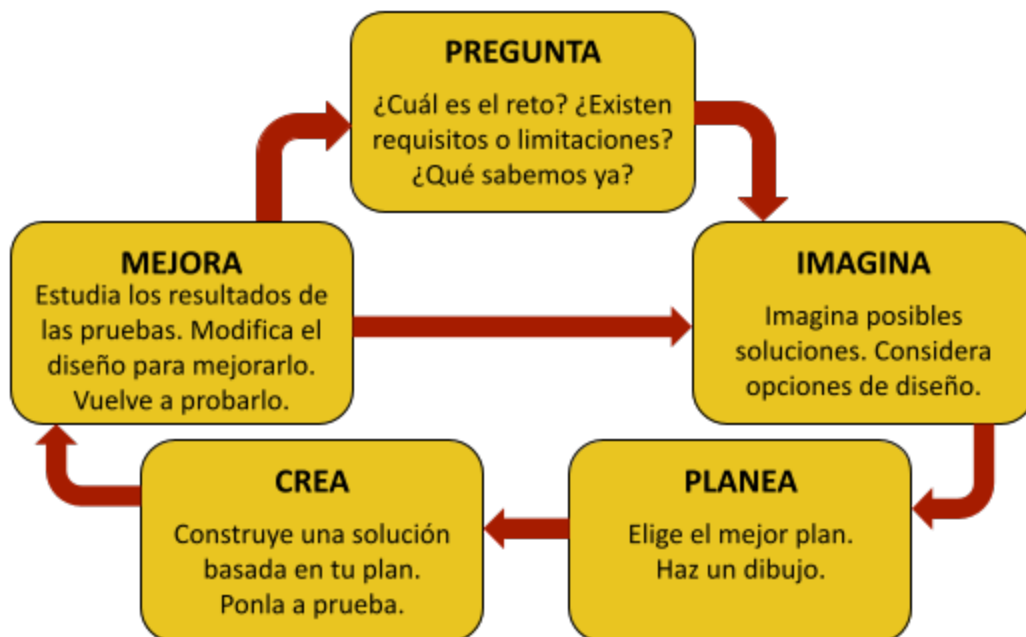 PREGUNTA
¿Cuál es el reto? ¿Existen
requisitos o limitaciones?
¿Qué sabemos ya?
IMAGINA
Imagina posibles
soluciones. Considera
opciones de diseño.
PLANEA
Elige el mejor plan.
Haz un dibujo.
CREA
Construye una solución
basada en tu plan.
Ponla a prueba.
MEJORA
Estudia los resultados de
las pruebas. Modifica el
diseño para mejorarlo.
Vuelve a probarlo.